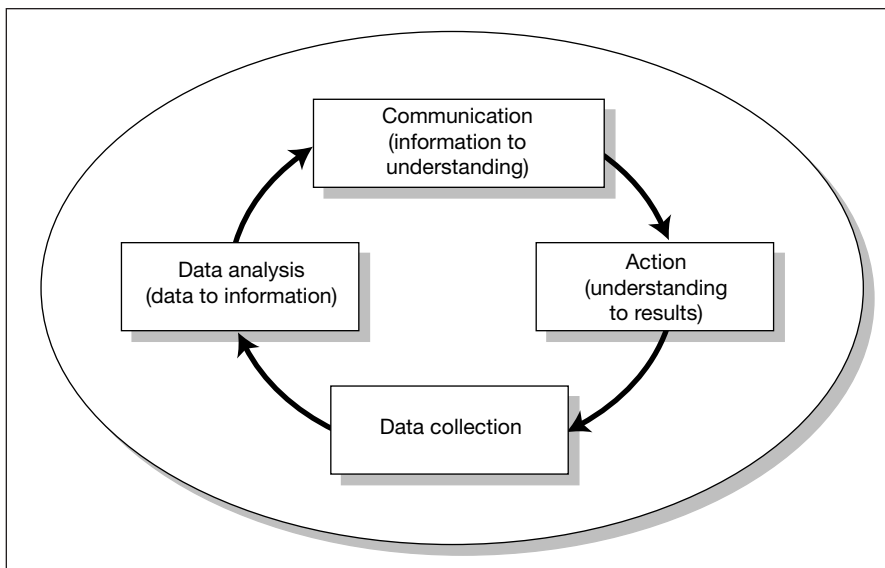 Communication
(information to
understanding)
Data analysis
(data to information)
Action
(understanding
to results)
Data collection